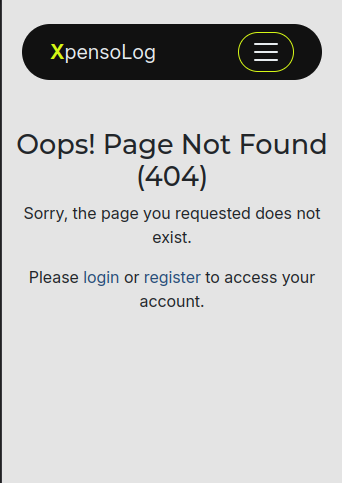 XpensoLog
Oops! Page Not Found
(404)
Sorry, the page you requested does not
exist.
Please login or register to access your
account.